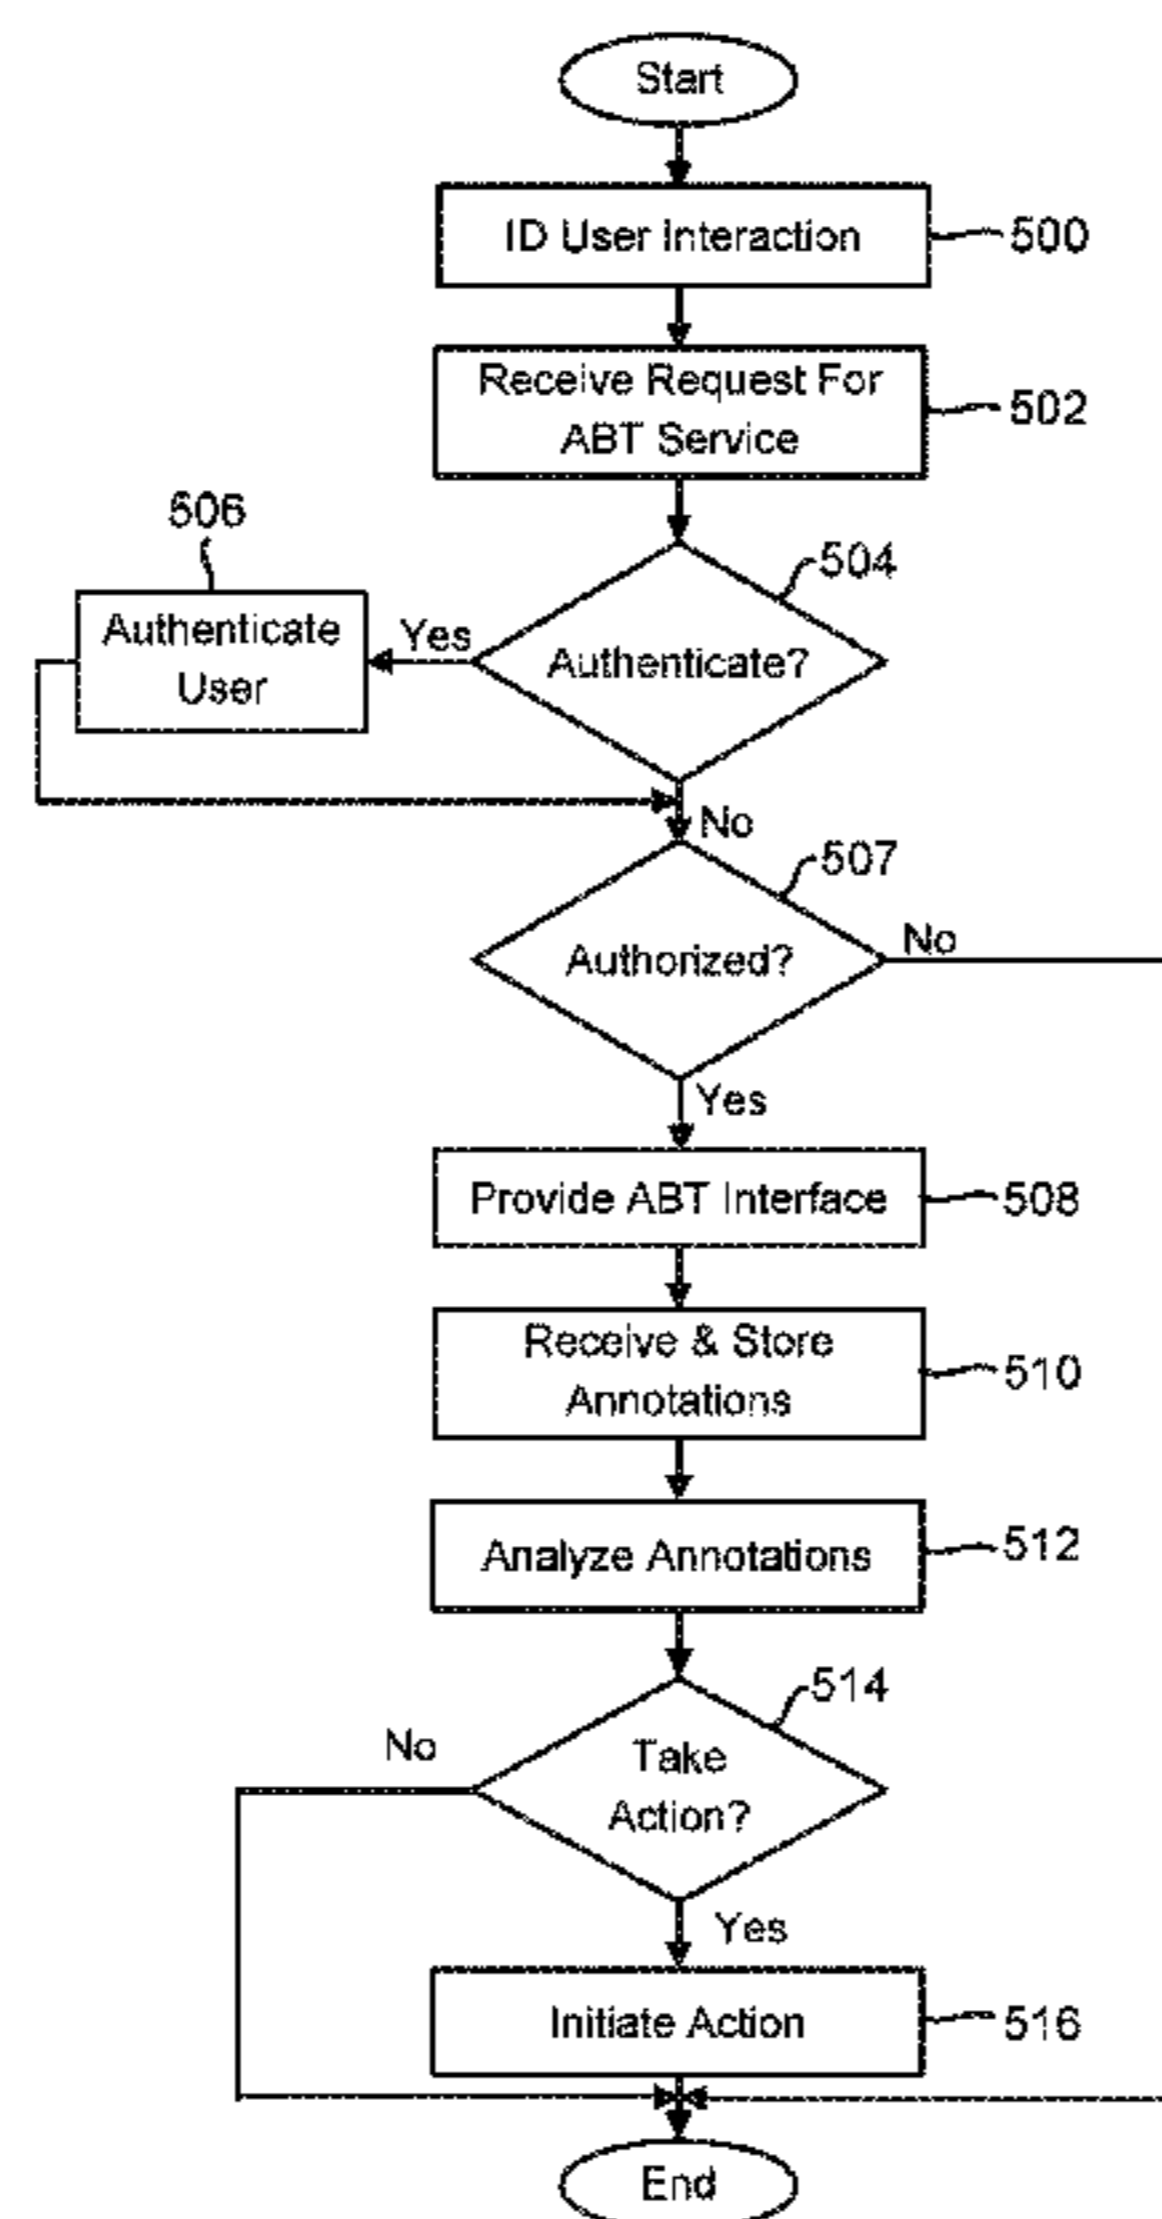 Start
ID User Interaction
500
Receive Request For
ABT Service
502
506
504
Authenticate
User
Yes
Authenticate?
No
507
Authorized?
No
Yes
Provide ABT Interface
508
Receive & Store
Annotations
510
Analyze Annotations
512
514
No
Take
Action?
Yes
Initiate Action
516
End